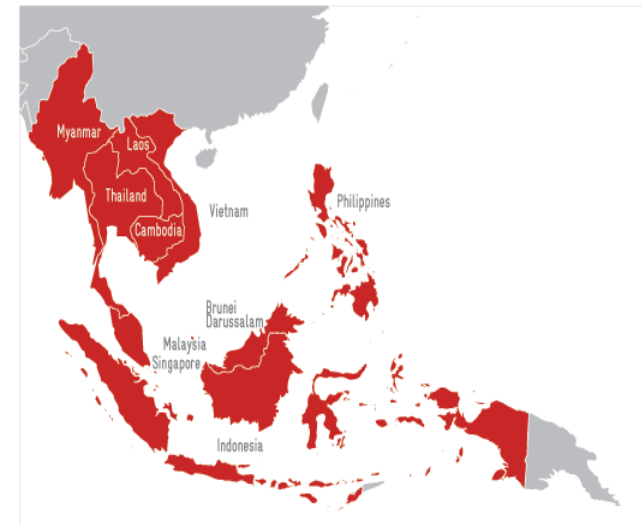 Myanmar
Laos
Thailand
Vietnam
Philippines
Cambodia
Brunei
Darussalam
Malaysia
Singapore
Indonesia